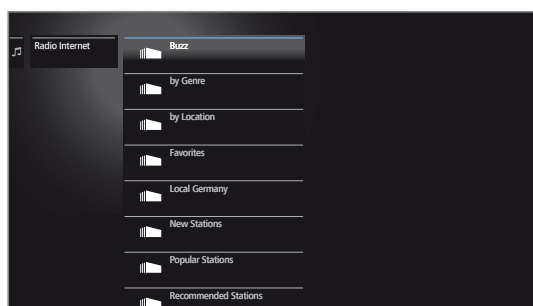 Radio Internet
Buzz
by Genre
by Location
Favorites
Local Germany
New Stations
Popular Stations
Recommended Stations